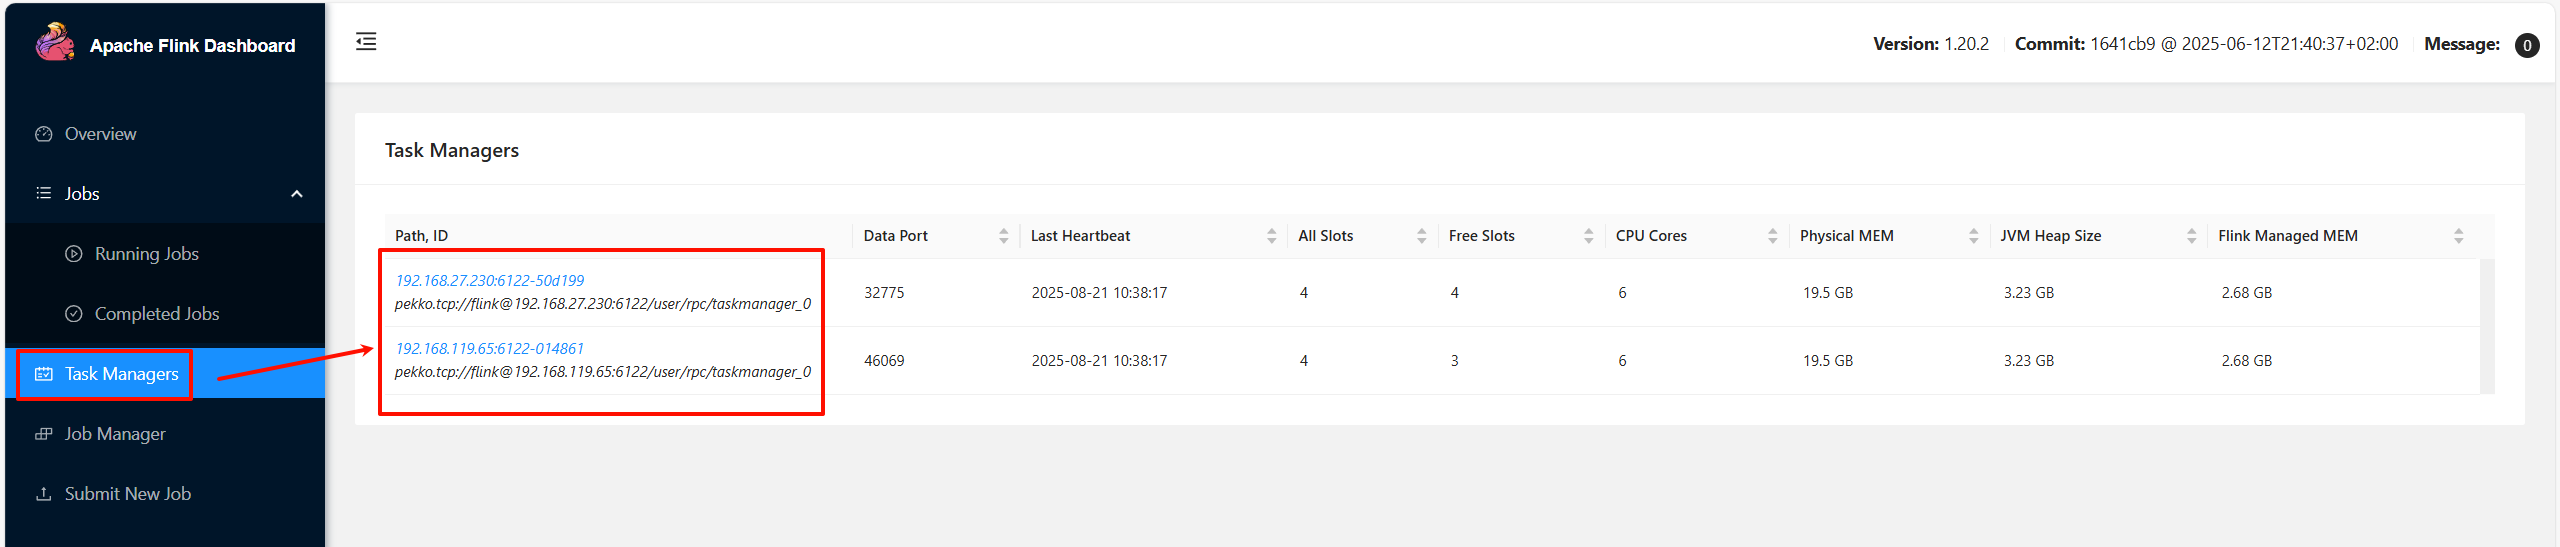 Apache Flink Dashboard
Version: 1.20.2 Commit: 1641cb9 @ 2025-06-12T21:40:37+02:00 Message: 0
Overview
Jobs
Running Jobs
Completed Jobs
Task Managers
Job Manager
Submit New Job
Task Managers
Path, ID Data Port Last Heartbeat All Slots Free Slots CPU Cores Physical MEM JVM Heap Size Flink Managed MEM
192.168.27.230:6122-50d199
pekko.tcp://flink@192.168.27.230:6122/user/rpc/taskmanager_0
32775 2025-08-21 10:38:17 4 4 6 19.5 GB 3.23 GB 2.68 GB
192.168.119.65:6122-014861
pekko.tcp://flink@192.168.119.65:6122/user/rpc/taskmanager_0
46069 2025-08-21 10:38:17 4 3 6 19.5 GB 3.23 GB 2.68 GB